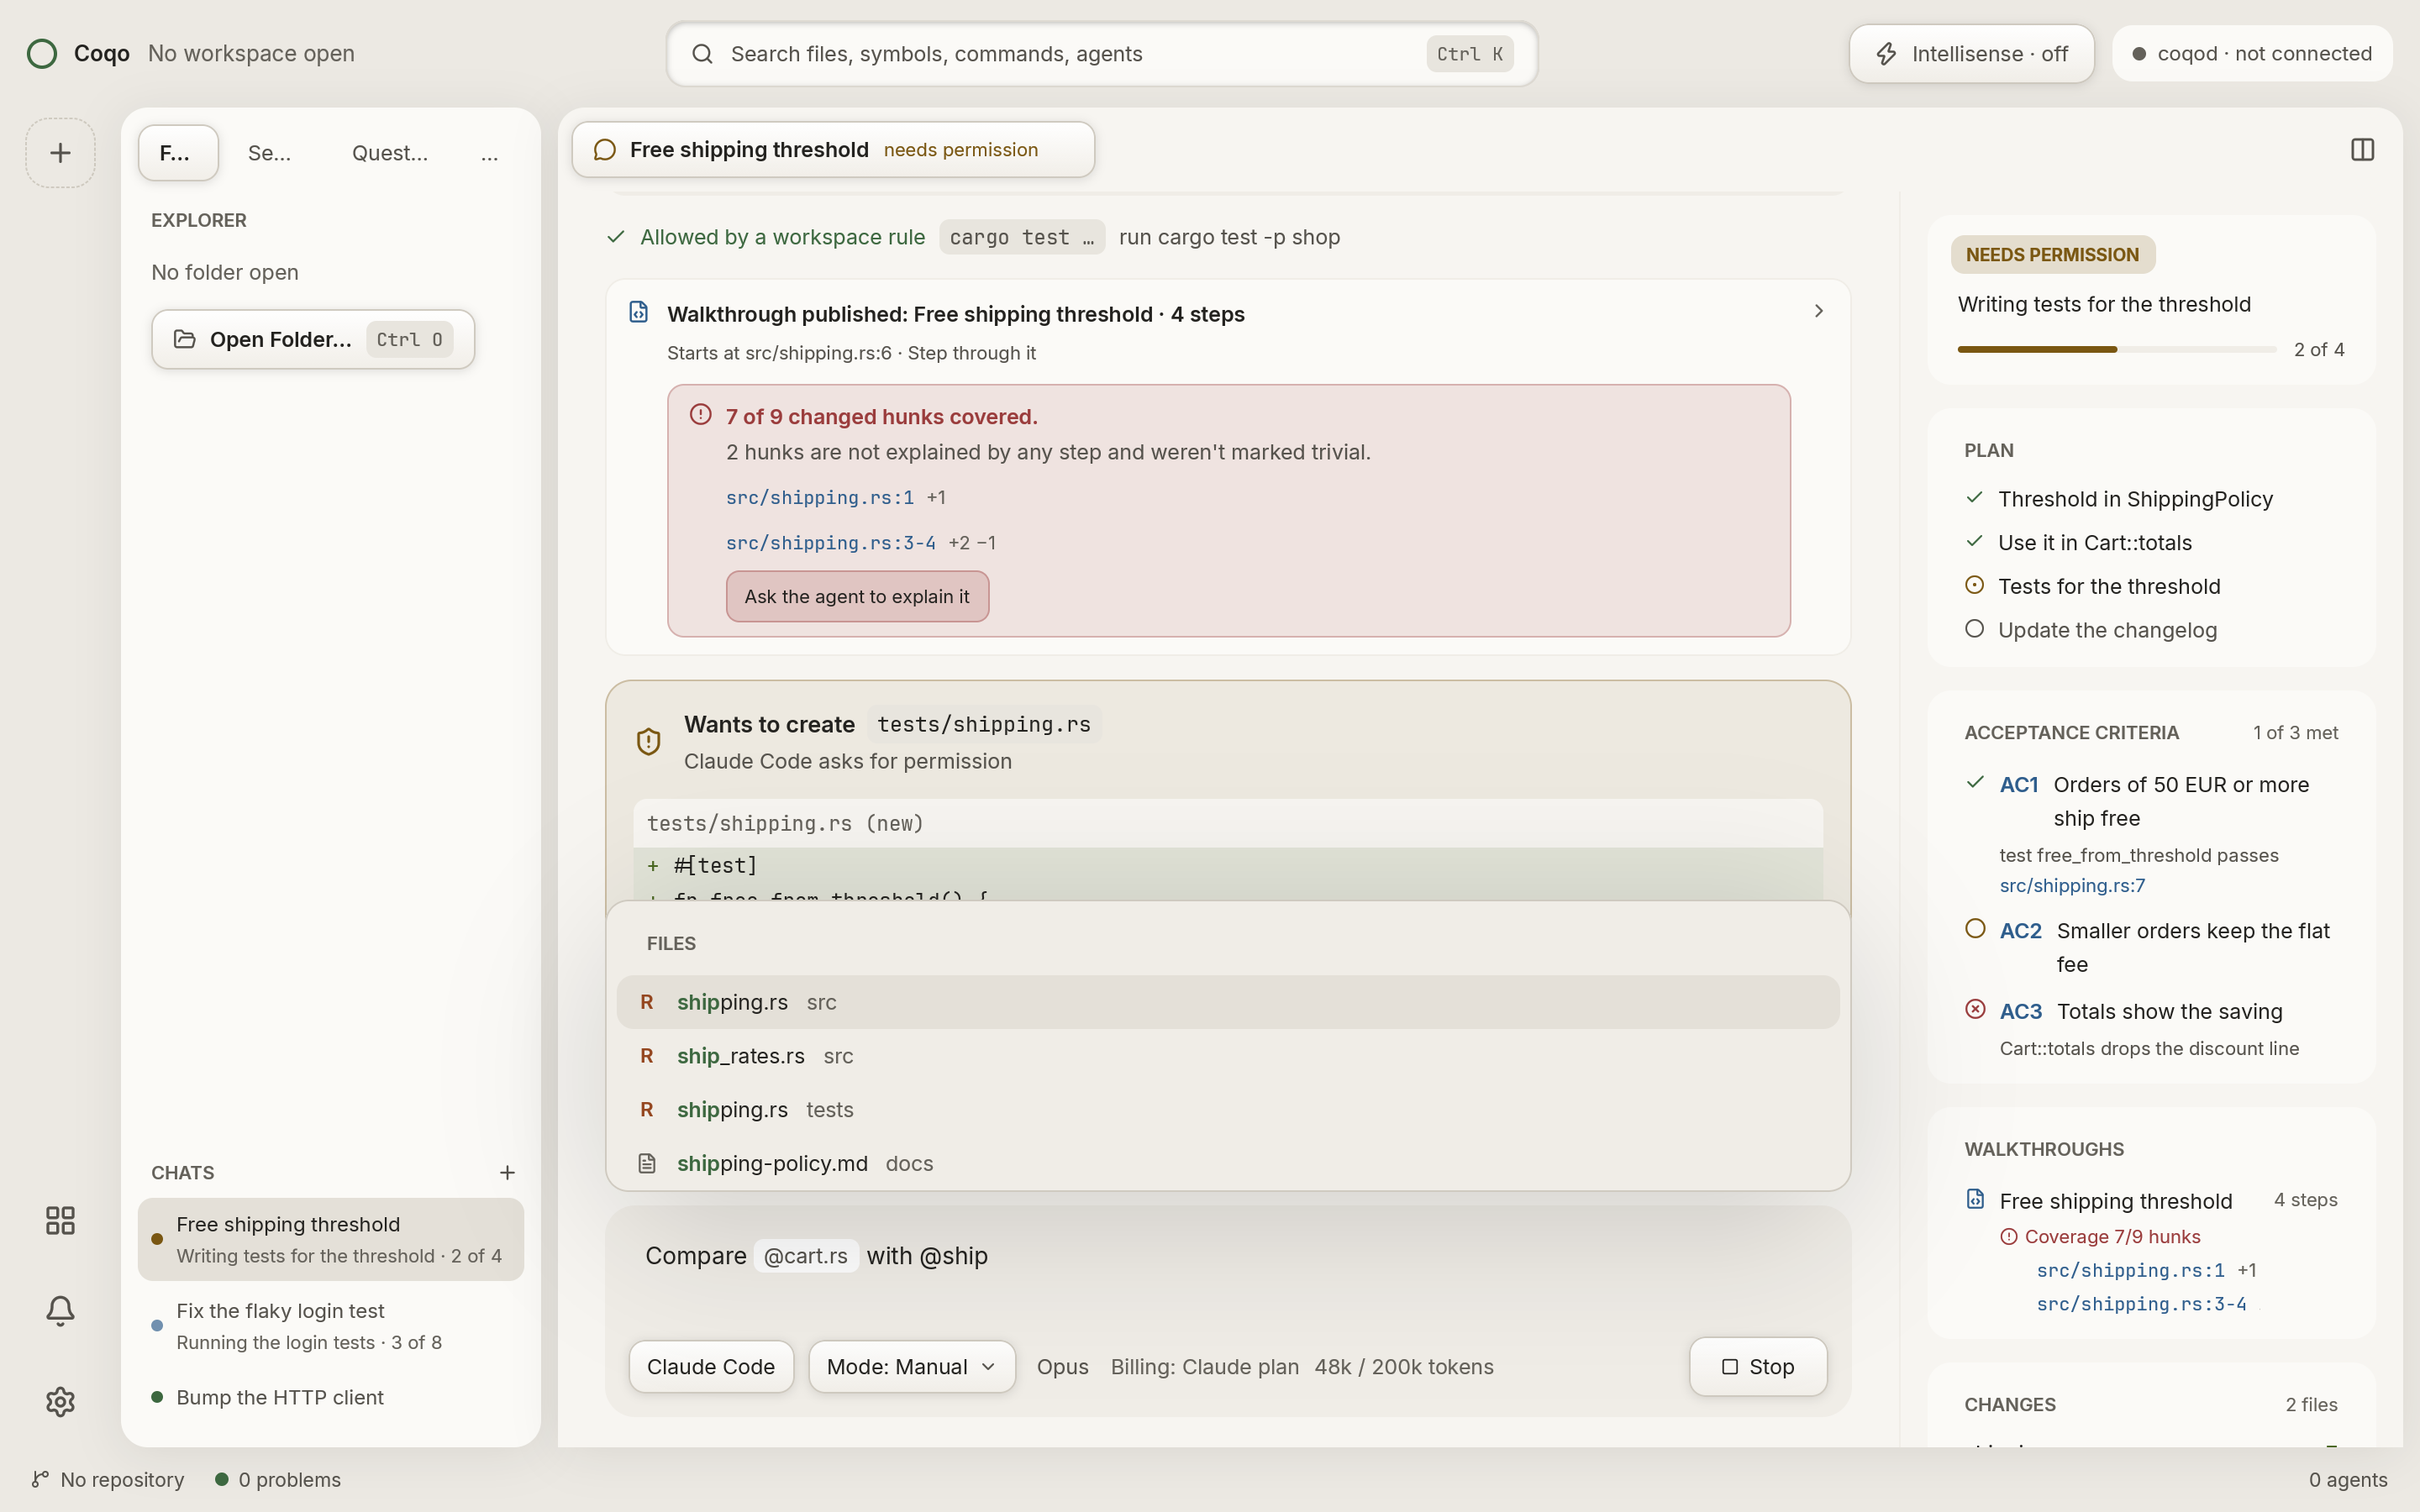 Coqo No workspace open
Search files, symbols, commands, agents Ctrl K
Intellisense · off
coqod · not connected
F... Se... Quest... ...
EXPLORER
No folder open
Open Folder... Ctrl O
CHATS
Free shipping threshold
Writing tests for the threshold · 2 of 4
Fix the flaky login test
Running the login tests · 3 of 8
Bump the HTTP client
Free shipping threshold needs permission
Allowed by a workspace rule cargo test … run cargo test -p shop
Walkthrough published: Free shipping threshold · 4 steps
Starts at src/shipping.rs:6 · Step through it
7 of 9 changed hunks covered.
2 hunks are not explained by any step and weren't marked trivial.
src/shipping.rs:1 +1
src/shipping.rs:3-4 +2 −1
Ask the agent to explain it
Wants to create tests/shipping.rs
Claude Code asks for permission
tests/shipping.rs (new)
+ #[test]
+ fn free_from_threshold() {
FILES
R shipping.rs src
R ship_rates.rs src
R shipping.rs tests
shipping-policy.md docs
Compare @cart.rs with @ship
Claude Code Mode: Manual Opus Billing: Claude plan 48k / 200k tokens Stop
NEEDS PERMISSION
Writing tests for the threshold
2 of 4
PLAN
Threshold in ShippingPolicy
Use it in Cart::totals
Tests for the threshold
Update the changelog
ACCEPTANCE CRITERIA 1 of 3 met
AC1 Orders of 50 EUR or more
ship free
test free_from_threshold passes
src/shipping.rs:7
AC2 Smaller orders keep the flat
fee
AC3 Totals show the saving
Cart::totals drops the discount line
WALKTHROUGHS
Free shipping threshold 4 steps
Coverage 7/9 hunks
src/shipping.rs:1 +1
src/shipping.rs:3-4
CHANGES 2 files
No repository 0 problems
0 agents